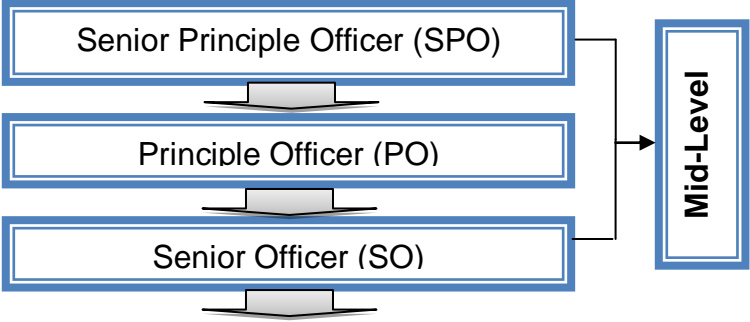 Senior Principle Officer (SPO)
Principle Officer (PO)
Senior Officer (SO)
Mid-Level